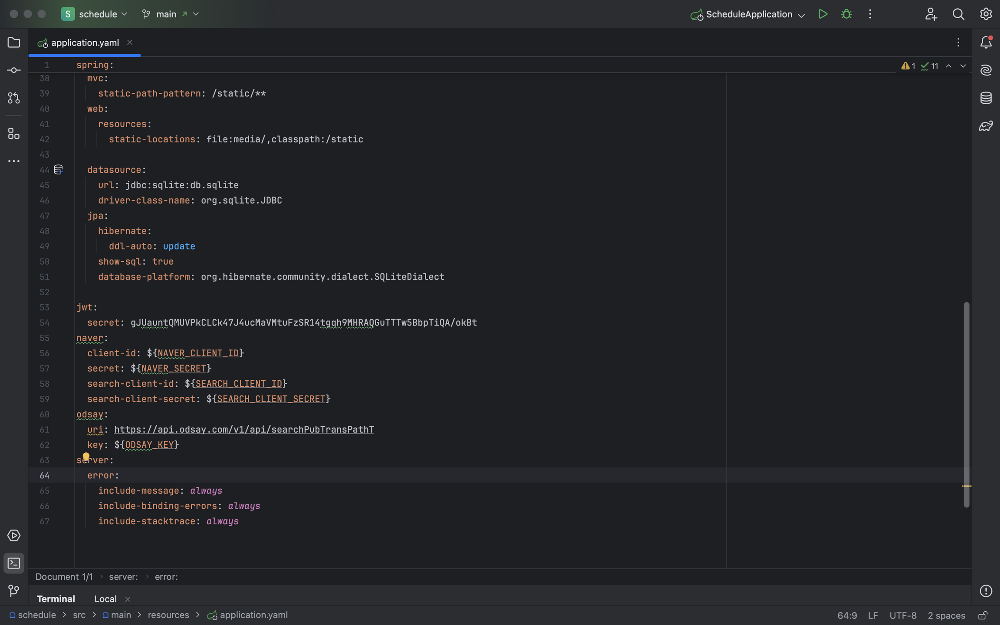 S schedule main ScheduleApplication
application.yaml
1 spring: 1 11
38 mvc:
39 static-path-pattern: /static/**
40 web:
41 resources:
42 static-locations: file:media/,classpath:/static
43
44 datasource:
45 url: jdbc:sqlite:db.sqlite
46 driver-class-name: org.sqlite.JDBC
47 jpa:
48 hibernate:
49 ddl-auto: update
50 show-sql: true
51 database-platform: org.hibernate.community.dialect.SQLiteDialect
52
53 jwt:
54 secret: gJUauntQMUVPkCLCk47J4ucMaVMtuFzSR14tgqh9MHRAQGuTTTw5BbpTiQA/okBt
55 naver:
56 client-id: ${NAVER_CLIENT_ID}
57 secret: ${NAVER_SECRET}
58 search-client-id: ${SEARCH_CLIENT_ID}
59 search-client-secret: ${SEARCH_CLIENT_SECRET}
60 odsay:
61 uri: https://api.odsay.com/v1/api/searchPubTransPathT
62 key: ${ODSAY_KEY}
63 server:
64 error:
65 include-message: always
66 include-binding-errors: always
67 include-stacktrace: always
Document 1/1 › server: › error:
Terminal Local
schedule › src › main › resources › application.yaml 64:9 LF UTF-8 2 spaces